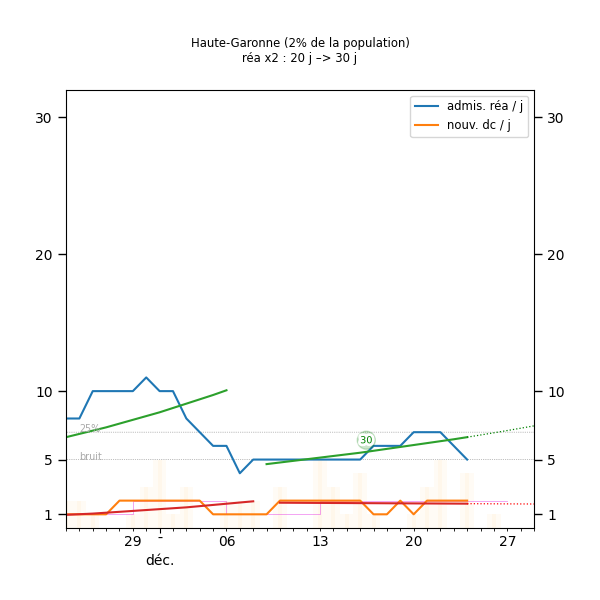 Haute-Garonne (2% de la population)
réa x2 : 20 j –> 30 j
admis. réa / j
nouv. dc / j
30 30
20 20
10 10
25%
30
bruit
5 5
1 1
29 - 06 13 20 27
déc.